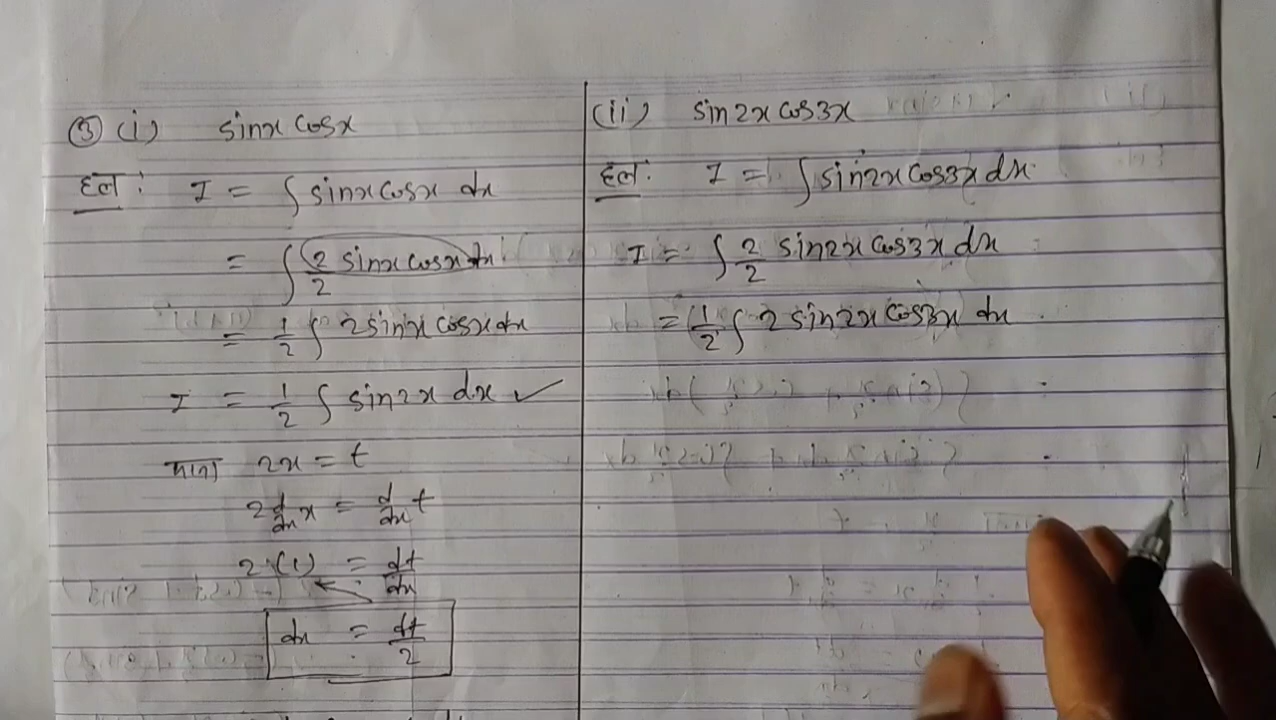 ③ (i) sinx cosx
हल : I = ∫ sinx cosx dx
= ∫ 2/2 sinx cosx dx
= 1/2 ∫ 2 sinx cosx dx
I = 1/2 ∫ sin2x dx ✓
माना 2x = t
2 d/dx x = d/dx t
2·(1) = dt/dx
dx = dt/2
(ii) sin2x cos3x
हल : I = ∫ sin2x cos3x dx
I = ∫ 2/2 sin2x cos3x dx
= 1/2 ∫ 2 sin2x cos3x dx